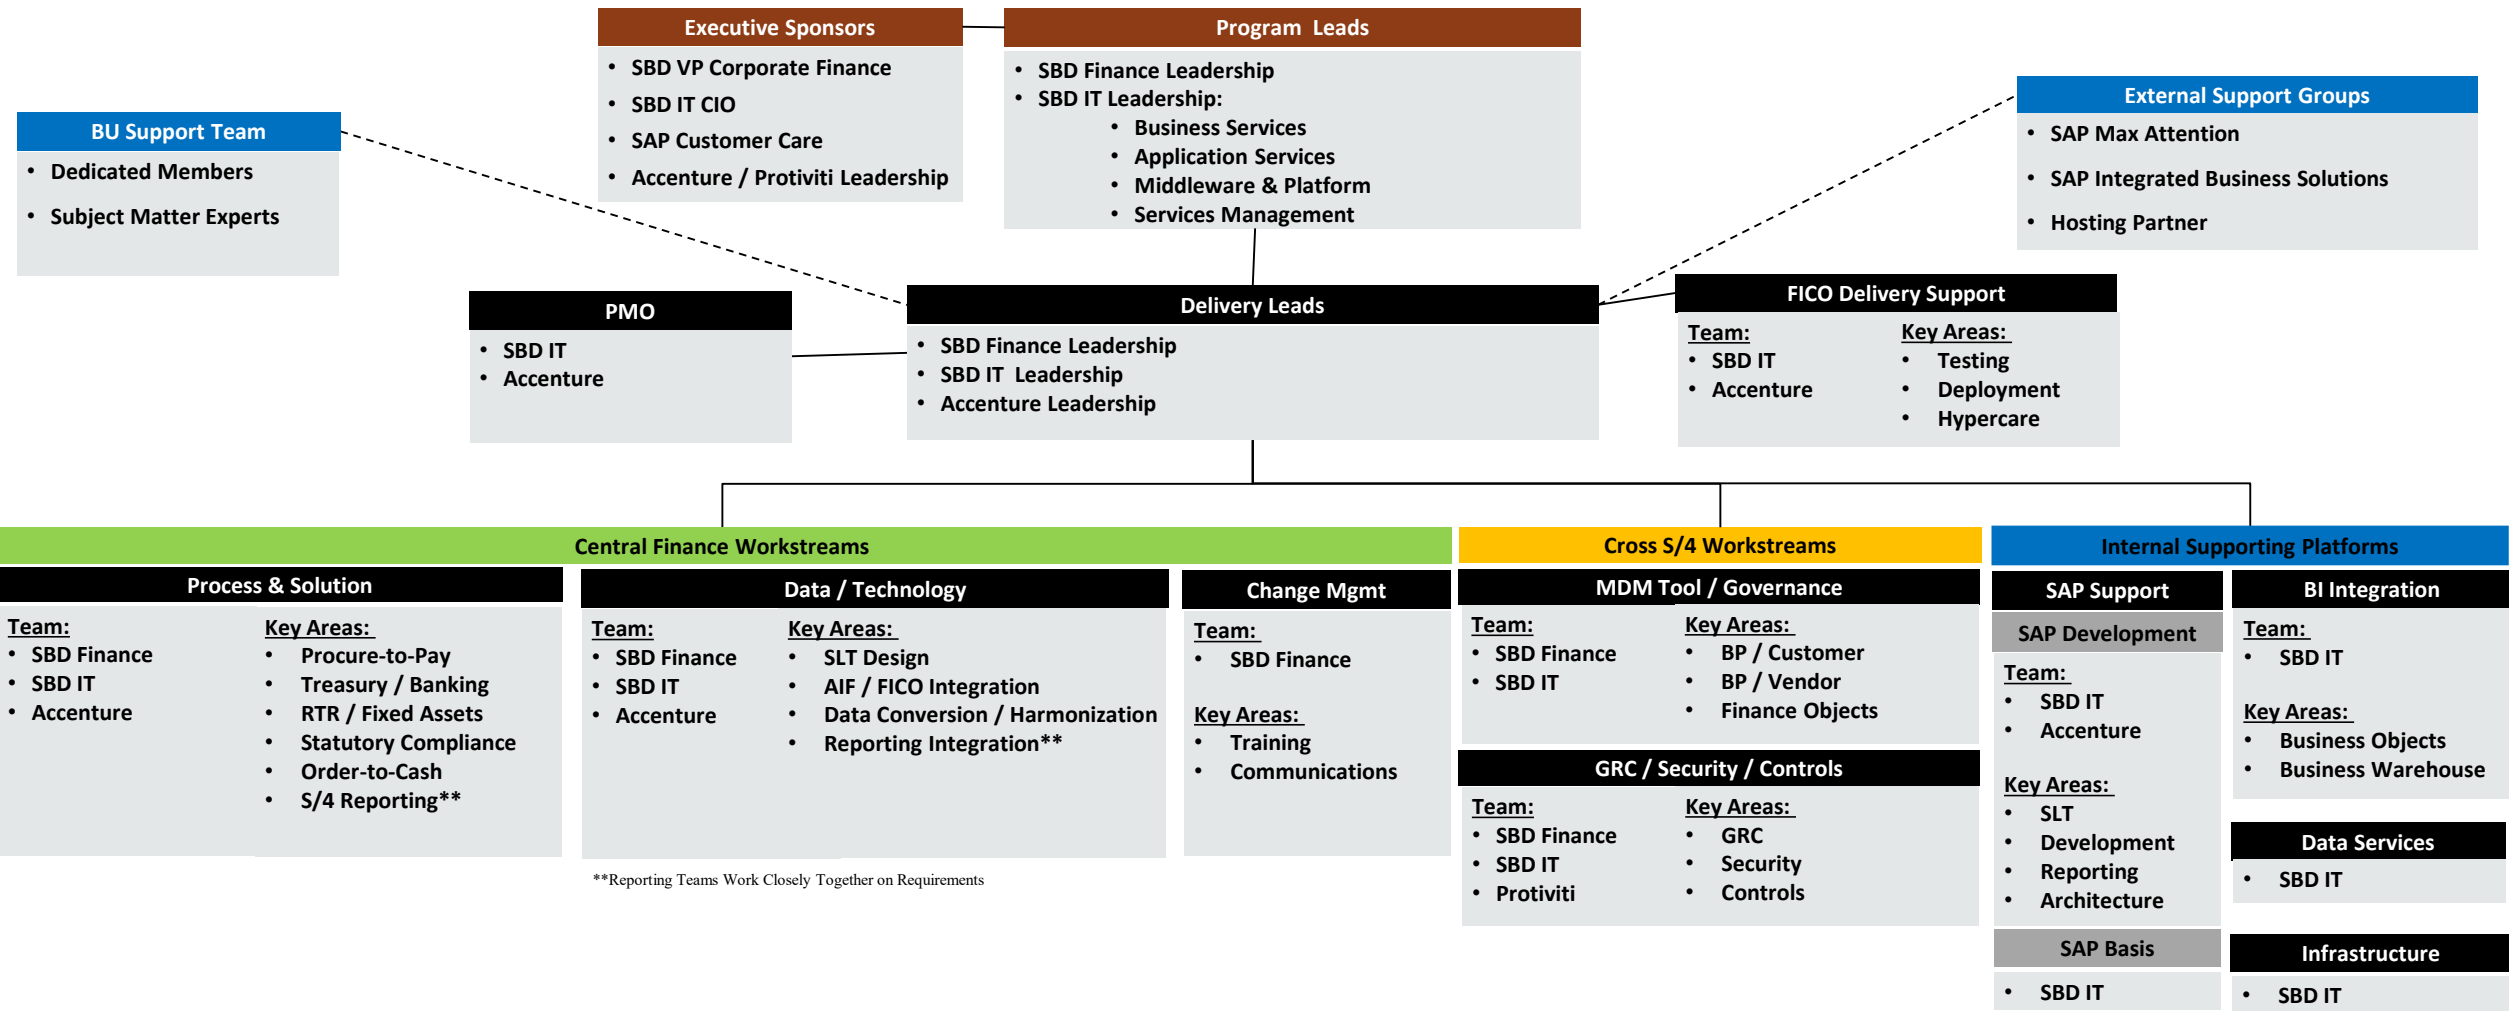 Executive Sponsors
• SBD VP Corporate Finance
• SBD IT CIO
• SAP Customer Care
• Accenture / Protiviti Leadership
Program Leads
• SBD Finance Leadership
• SBD IT Leadership:
• Business Services
• Application Services
• Middleware & Platform
• Services Management
BU Support Team
• Dedicated Members
• Subject Matter Experts
External Support Groups
• SAP Max Attention
• SAP Integrated Business Solutions
• Hosting Partner
PMO
• SBD IT
• Accenture
Delivery Leads
• SBD Finance Leadership
• SBD IT Leadership
• Accenture Leadership
FICO Delivery Support
Team:
• SBD IT
• Accenture
Key Areas:
• Testing
• Deployment
• Hypercare
Central Finance Workstreams
Process & Solution
Team:
• SBD Finance
• SBD IT
• Accenture
Key Areas:
• Procure-to-Pay
• Treasury / Banking
• RTR / Fixed Assets
• Statutory Compliance
• Order-to-Cash
• S/4 Reporting**
Data / Technology
Team:
• SBD Finance
• SBD IT
• Accenture
Key Areas:
• SLT Design
• AIF / FICO Integration
• Data Conversion / Harmonization
• Reporting Integration**
Change Mgmt
Team:
• SBD Finance
Key Areas:
• Training
• Communications
**Reporting Teams Work Closely Together on Requirements
Cross S/4 Workstreams
MDM Tool / Governance
Team:
• SBD Finance
• SBD IT
Key Areas:
• BP / Customer
• BP / Vendor
• Finance Objects
GRC / Security / Controls
Team:
• SBD Finance
• SBD IT
• Protiviti
Key Areas:
• GRC
• Security
• Controls
Internal Supporting Platforms
SAP Support
SAP Development
Team:
• SBD IT
• Accenture
Key Areas:
• SLT
• Development
• Reporting
• Architecture
SAP Basis
• SBD IT
BI Integration
Team:
• SBD IT
Key Areas:
• Business Objects
• Business Warehouse
Data Services
• SBD IT
Infrastructure
• SBD IT